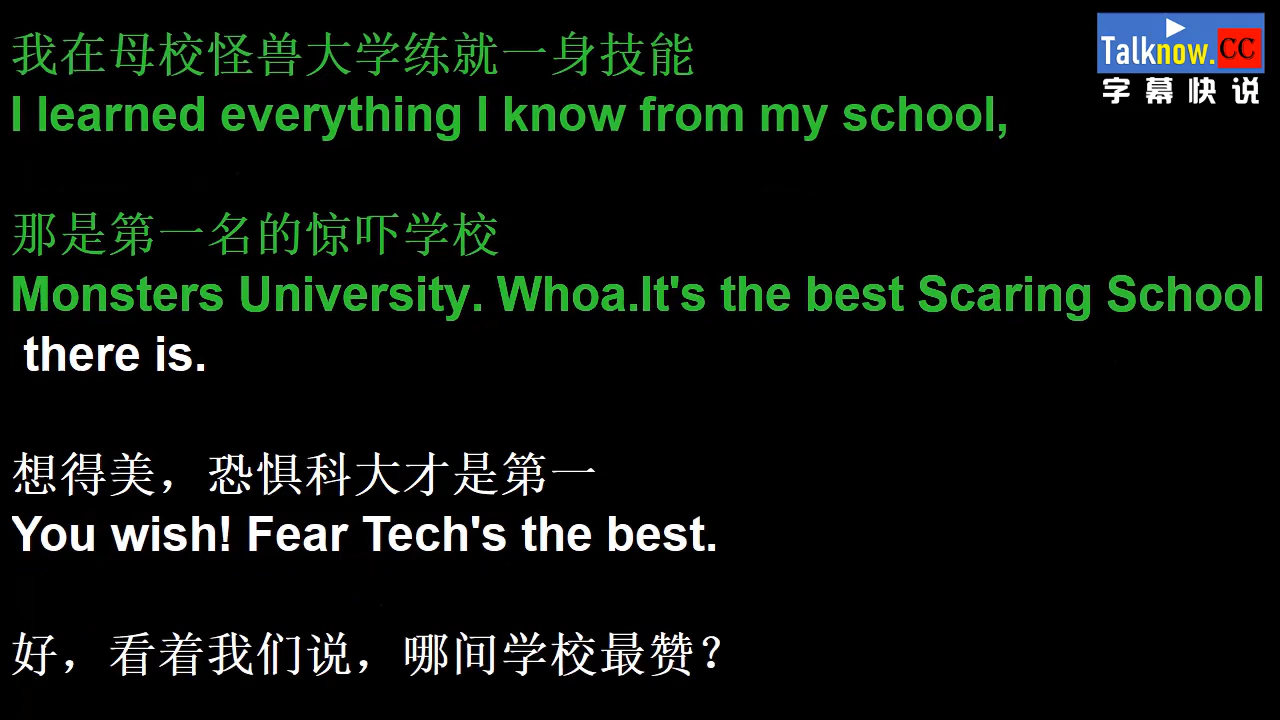 我在母校怪兽大学练就一身技能
I learned everything I know from my school,
那是第一名的惊吓学校
Monsters University. Whoa.It's the best Scaring School
there is.
想得美，恐惧科大才是第一
You wish! Fear Tech's the best.
好，看着我们说，哪间学校最赞？
Talknow.CC
字幕快说